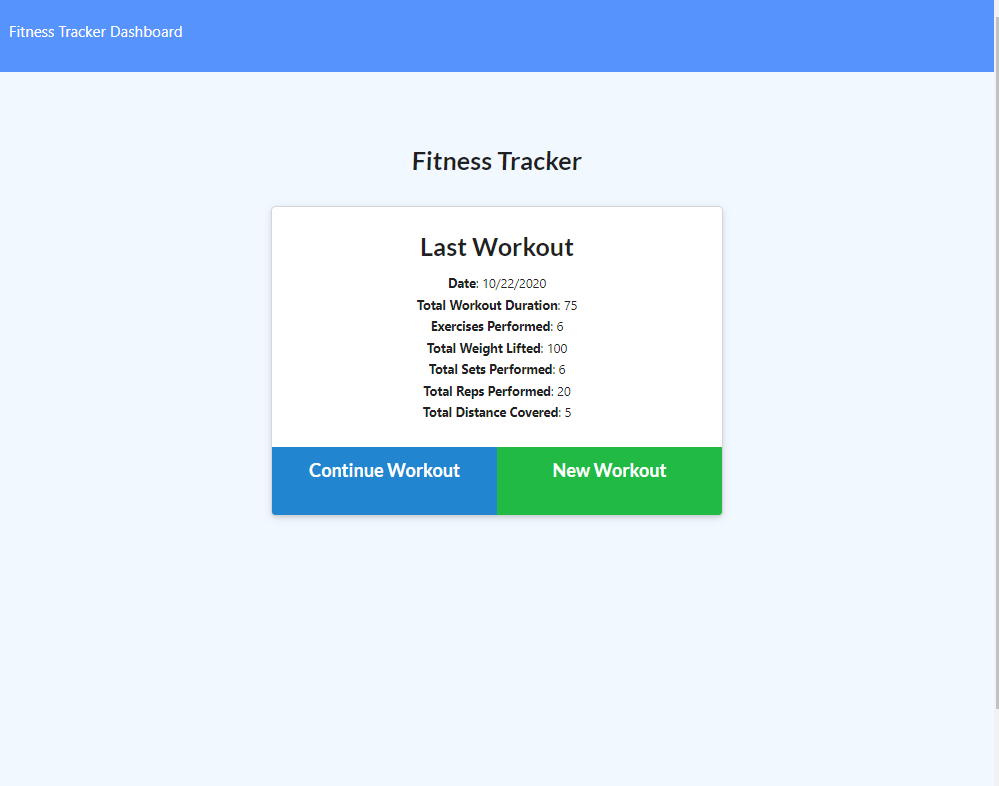 Fitness Tracker Dashboard
Fitness Tracker
Last Workout
Date: 10/22/2020
Total Workout Duration: 75
Exercises Performed: 6
Total Weight Lifted: 100
Total Sets Performed: 6
Total Reps Performed: 20
Total Distance Covered: 5
Continue Workout New Workout